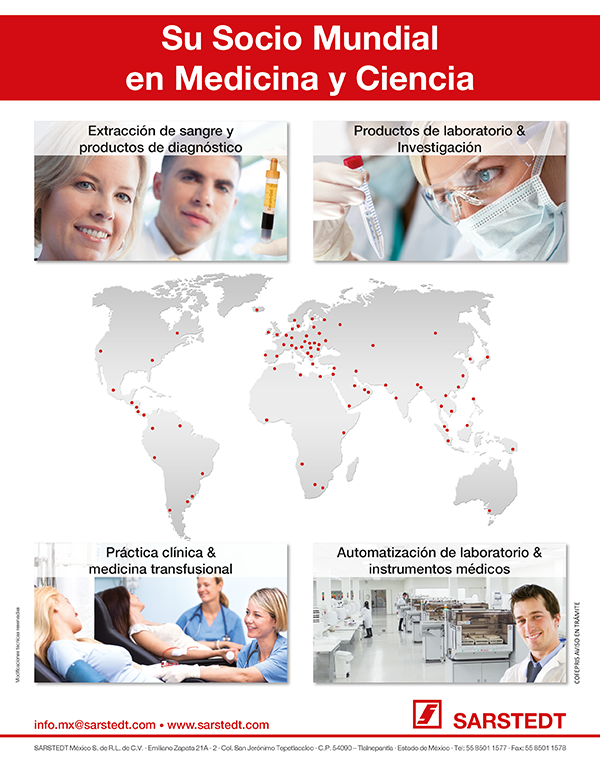 Su Socio Mundial
en Medicina y Ciencia
Extracción de sangre y
productos de diagnóstico
Productos de laboratorio &
Investigación
Práctica clínica &
medicina transfusional
Automatización de laboratorio &
instrumentos médicos
Modificaciones técnicas reservadas
COFEPRIS AVISO EN TRÁMITE
info.mx@sarstedt.com • www.sarstedt.com
SARSTEDT
SARSTEDT México S. de R.L. de C.V. · Emiliano Zapata 21A · 2 · Col. San Jerónimo Tepetlacalco · C.P. 54090 – Tlalnepantla · Estado de México · Tel: 55 8501 1577 · Fax: 55 8501 1578